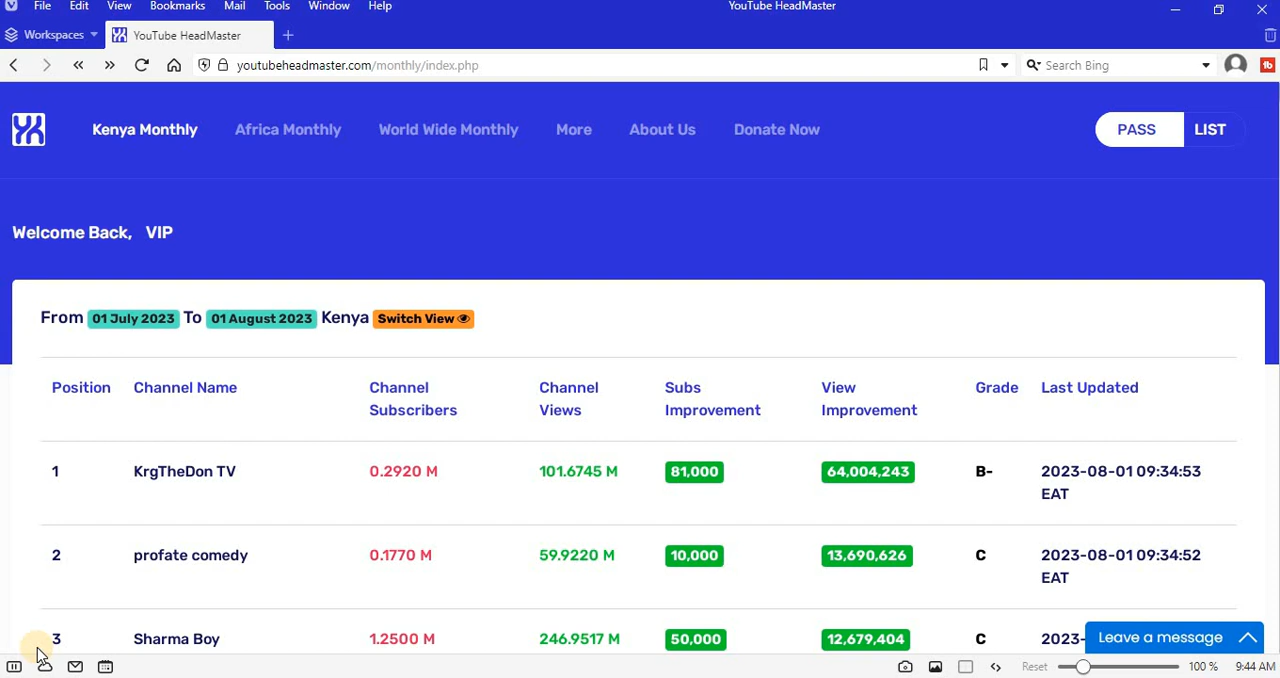 File Edit View Bookmarks Mail Tools Window Help YouTube HeadMaster
Workspaces YouTube HeadMaster
youtubeheadmaster.com/monthly/index.php Search Bing
Kenya Monthly Africa Monthly World Wide Monthly More About Us Donate Now PASS LIST
Welcome Back, VIP
From 01 July 2023 To 01 August 2023 Kenya Switch View
Position Channel Name Channel Subscribers Channel Views Subs Improvement View Improvement Grade Last Updated
1 KrgTheDon TV 0.2920 M 101.6745 M 81,000 64,004,243 B- 2023-08-01 09:34:53 EAT
2 profate comedy 0.1770 M 59.9220 M 10,000 13,690,626 C 2023-08-01 09:34:52 EAT
3 Sharma Boy 1.2500 M 246.9517 M 50,000 12,679,404 C 2023-
Leave a message
Reset 100 % 9:44 AM